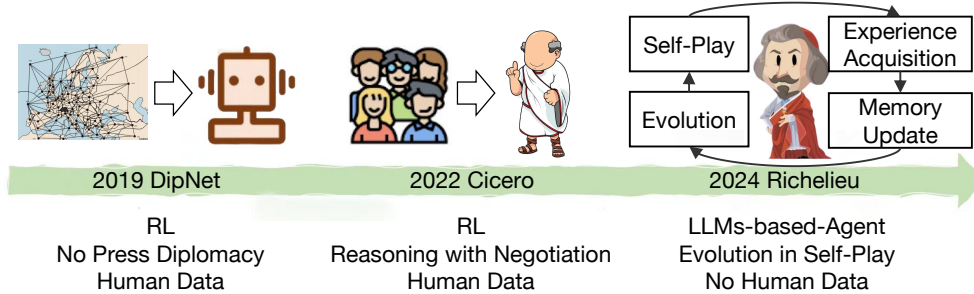 Self-Play
Experience
Acquisition
Evolution
Memory
Update
2019 DipNet
2022 Cicero
2024 Richelieu
RL
No Press Diplomacy
Human Data
RL
Reasoning with Negotiation
Human Data
LLMs-based-Agent
Evolution in Self-Play
No Human Data